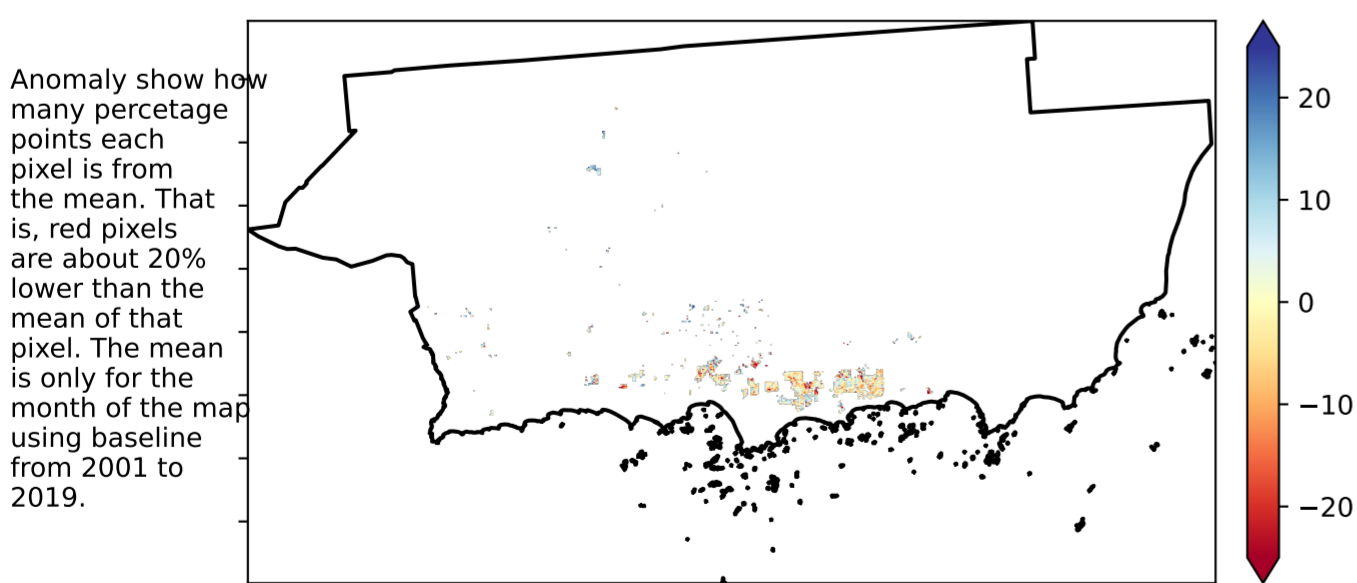 Anomaly show how
many percetage
points each
pixel is from
the mean. That
is, red pixels
are about 20%
lower than the
mean of that
pixel. The mean
is only for the
month of the map
using baseline
from 2001 to
2019.
20
10
0
−10
−20